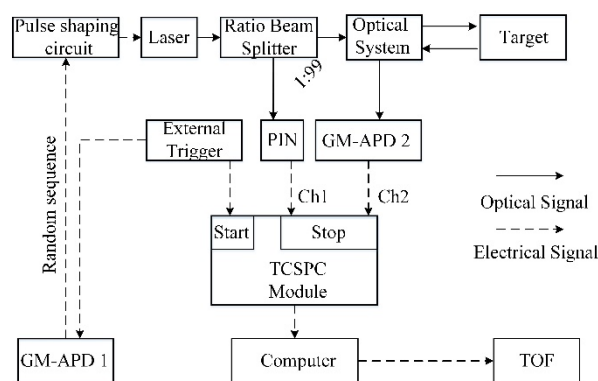 Pulse shaping
circuit
Laser
Ratio Beam
Splitter
Optical
System
Target
1:99
External
Trigger
PIN
GM-APD 2
Random sequence
Ch1
Ch2
Optical Signal
Start
Stop
TCSPC
Module
Electrical Signal
GM-APD 1
Computer
TOF